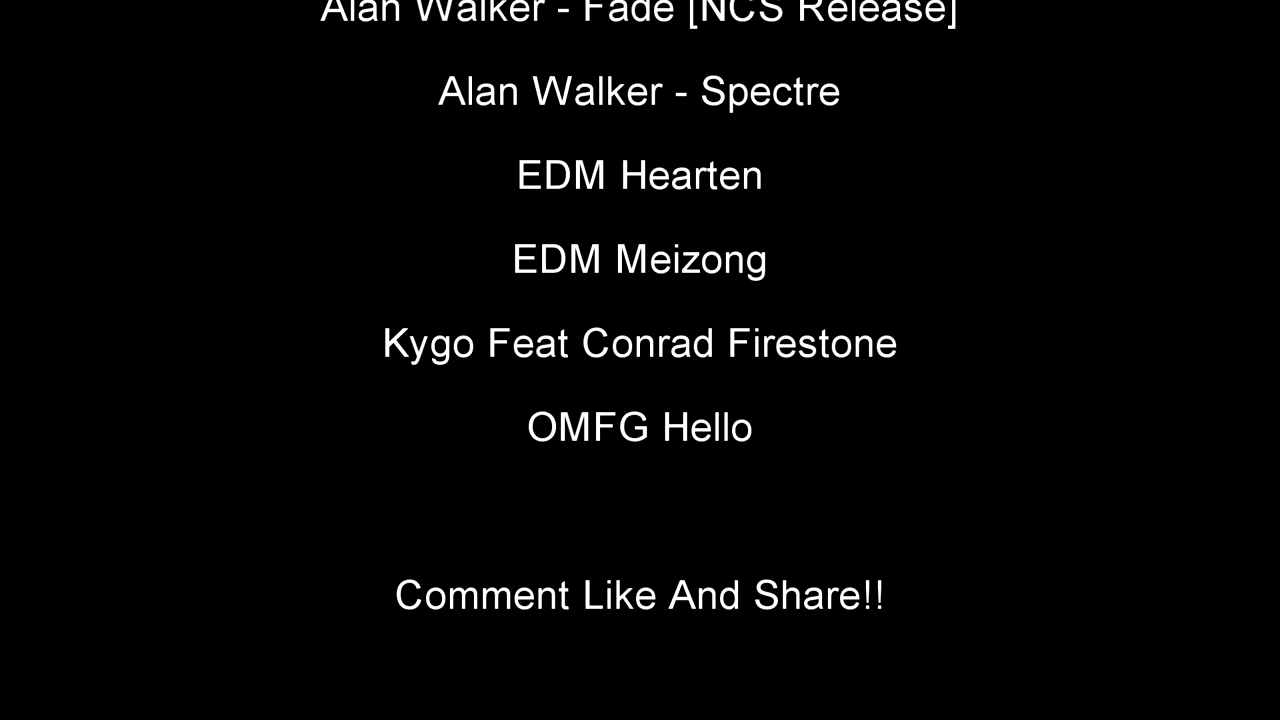 Alan Walker - Fade [NCS Release]
Alan Walker - Spectre
EDM Hearten
EDM Meizong
Kygo Feat Conrad Firestone
OMFG Hello
Comment Like And Share!!